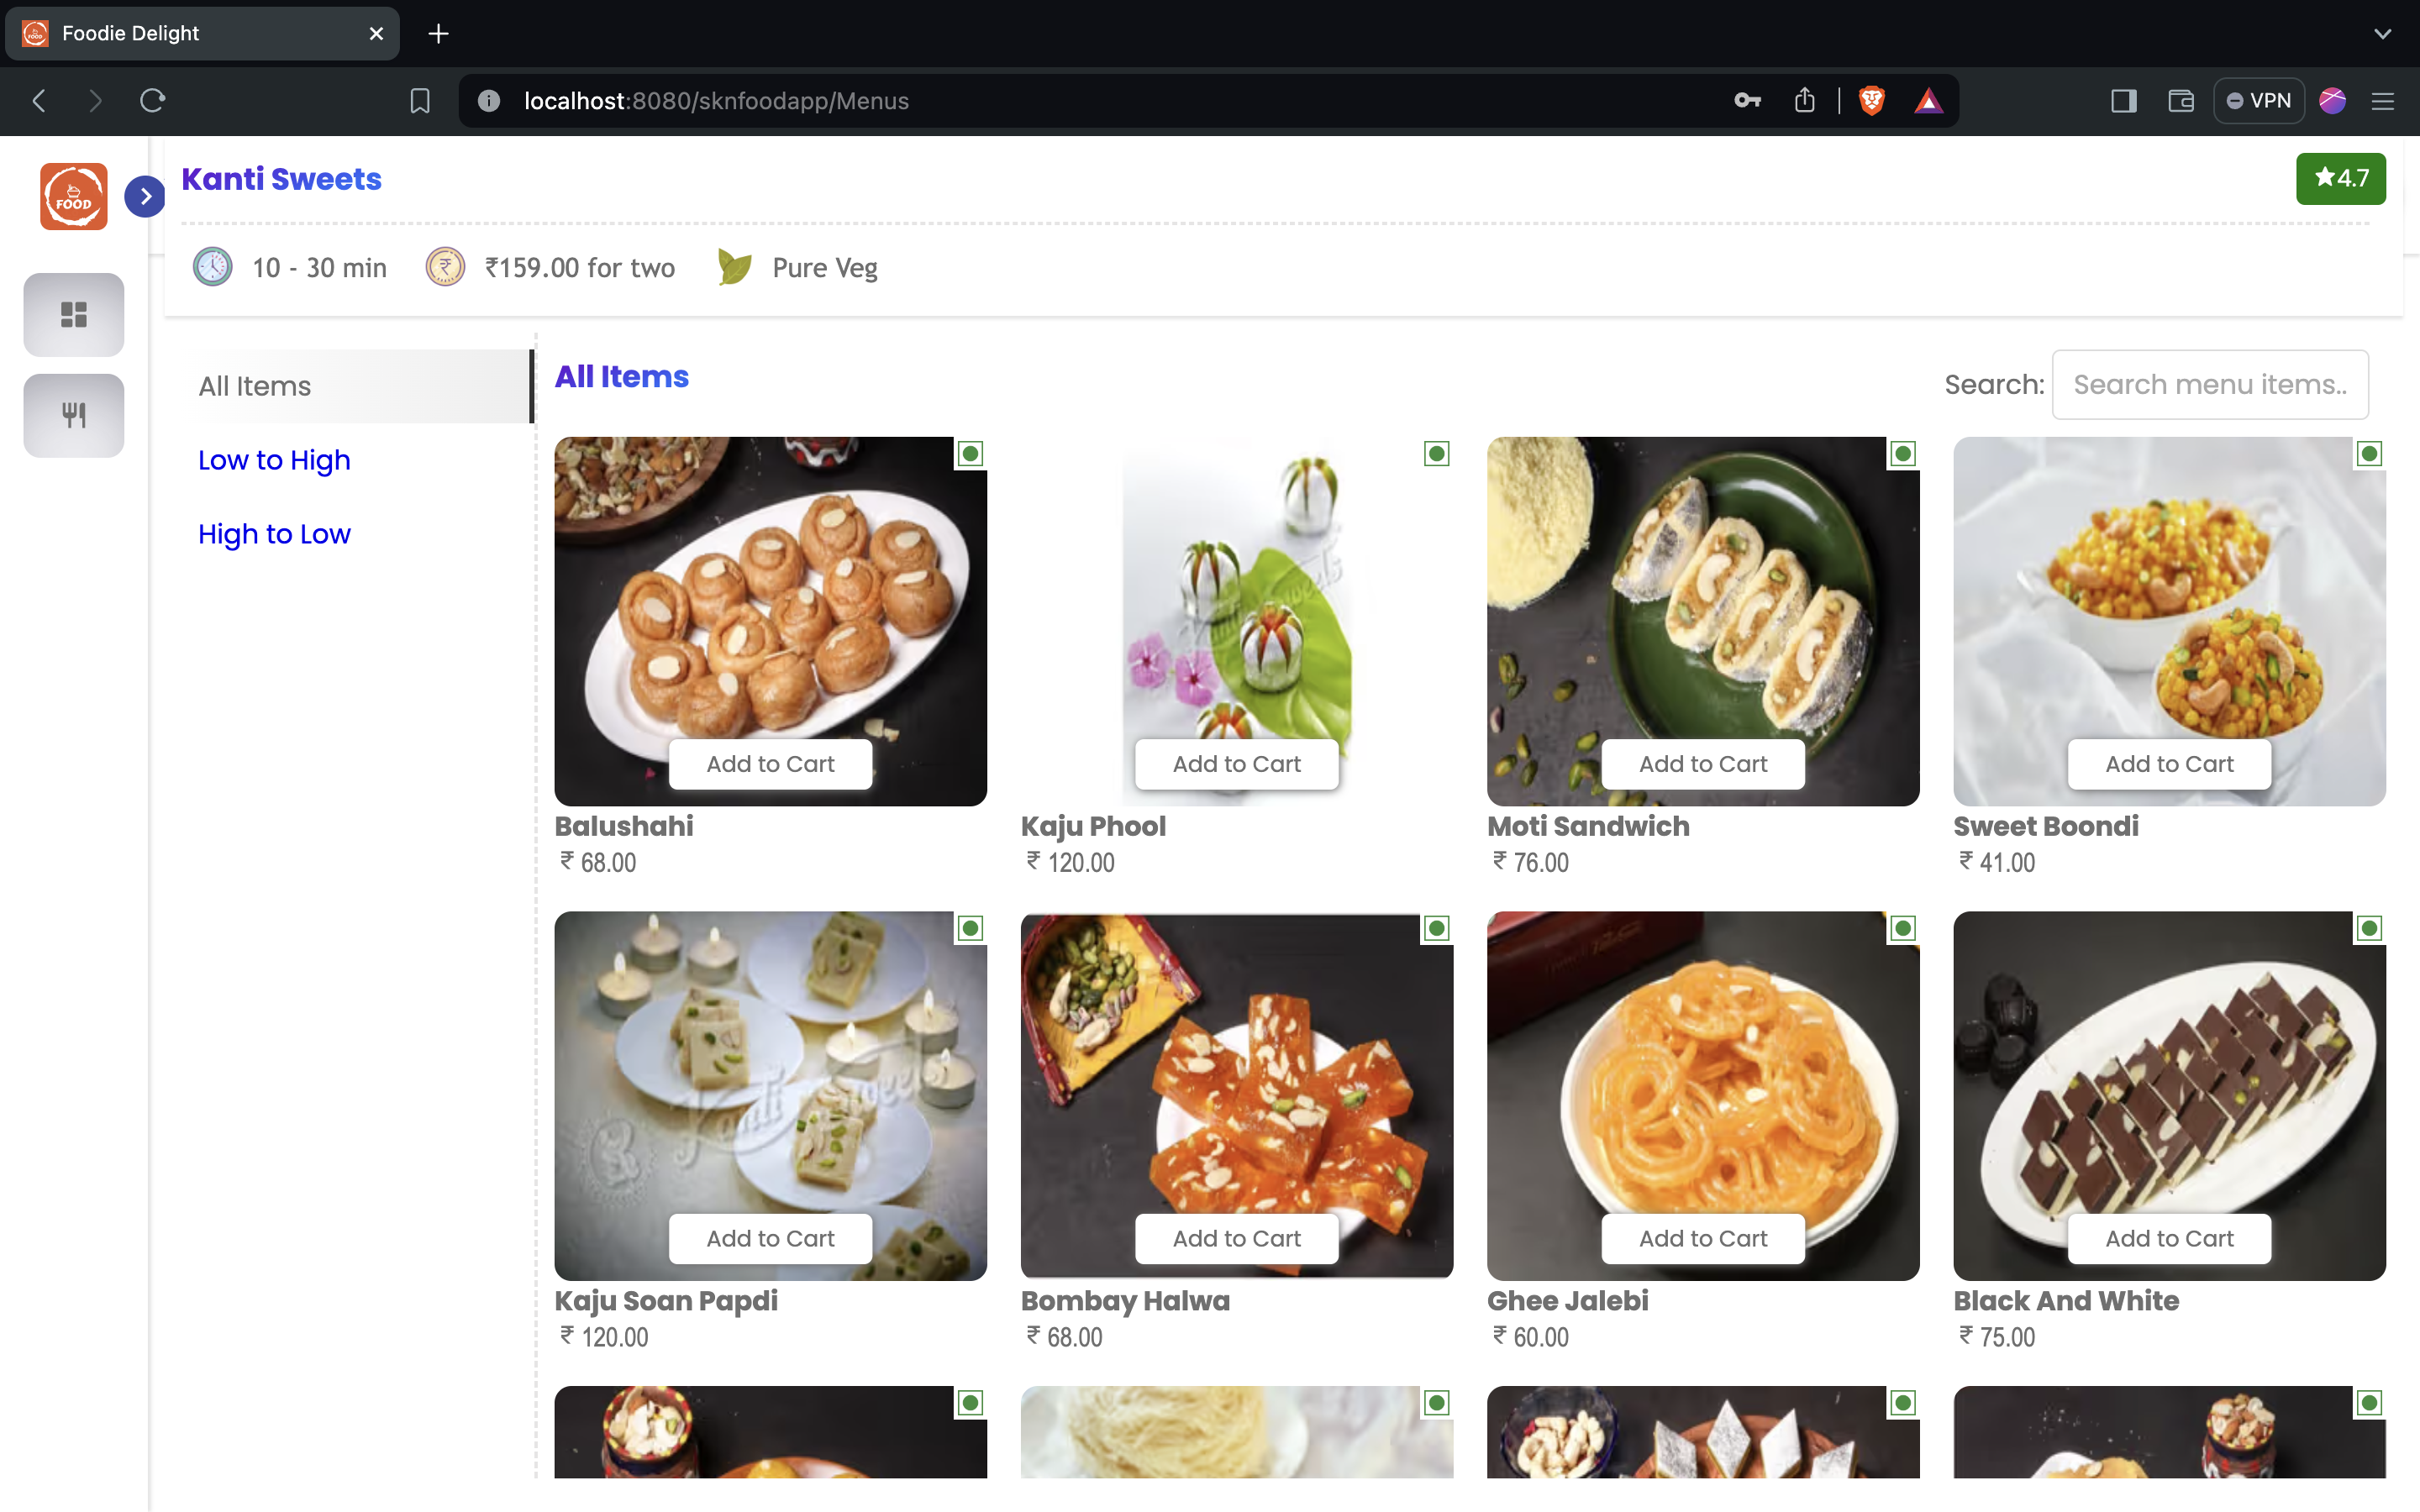 Foodie Delight
localhost:8080/sknfoodapp/Menus
VPN
FOOD
Kanti Sweets
4.7
10 - 30 min
₹159.00 for two
Pure Veg
All Items
Low to High
High to Low
All Items
Search: Search menu items..
Add to Cart
Add to Cart
Add to Cart
Add to Cart
Balushahi
₹ 68.00
Kaju Phool
₹ 120.00
Moti Sandwich
₹ 76.00
Sweet Boondi
₹ 41.00
Kanti Sweets
Add to Cart
Add to Cart
Add to Cart
Add to Cart
Kaju Soan Papdi
₹ 120.00
Bombay Halwa
₹ 68.00
Ghee Jalebi
₹ 60.00
Black And White
₹ 75.00